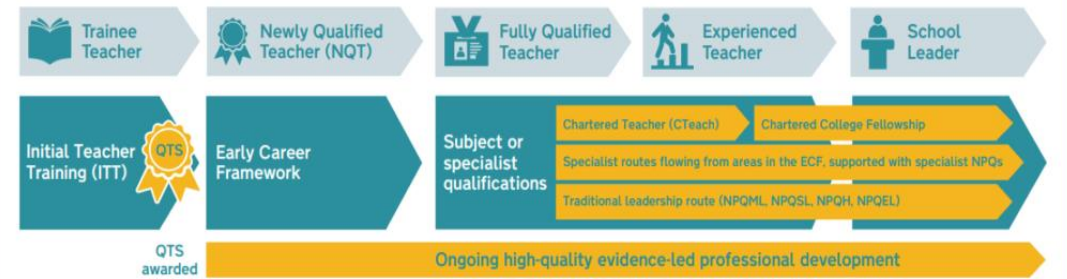 Trainee
Teacher
Newly Qualified
Teacher (NQT)
Fully Qualified
Teacher
Experienced
Teacher
School
Leader
Initial Teacher
Training (ITT)
QTS
Early Career
Framework
Subject or
specialist
qualifications
Chartered Teacher (CTeach)
Chartered College Fellowship
Specialist routes flowing from areas in the ECF, supported with specialist NPQs
Traditional leadership route (NPQML, NPQSL, NPQH, NPQEL)
QTS
awarded
Ongoing high-quality evidence-led professional development